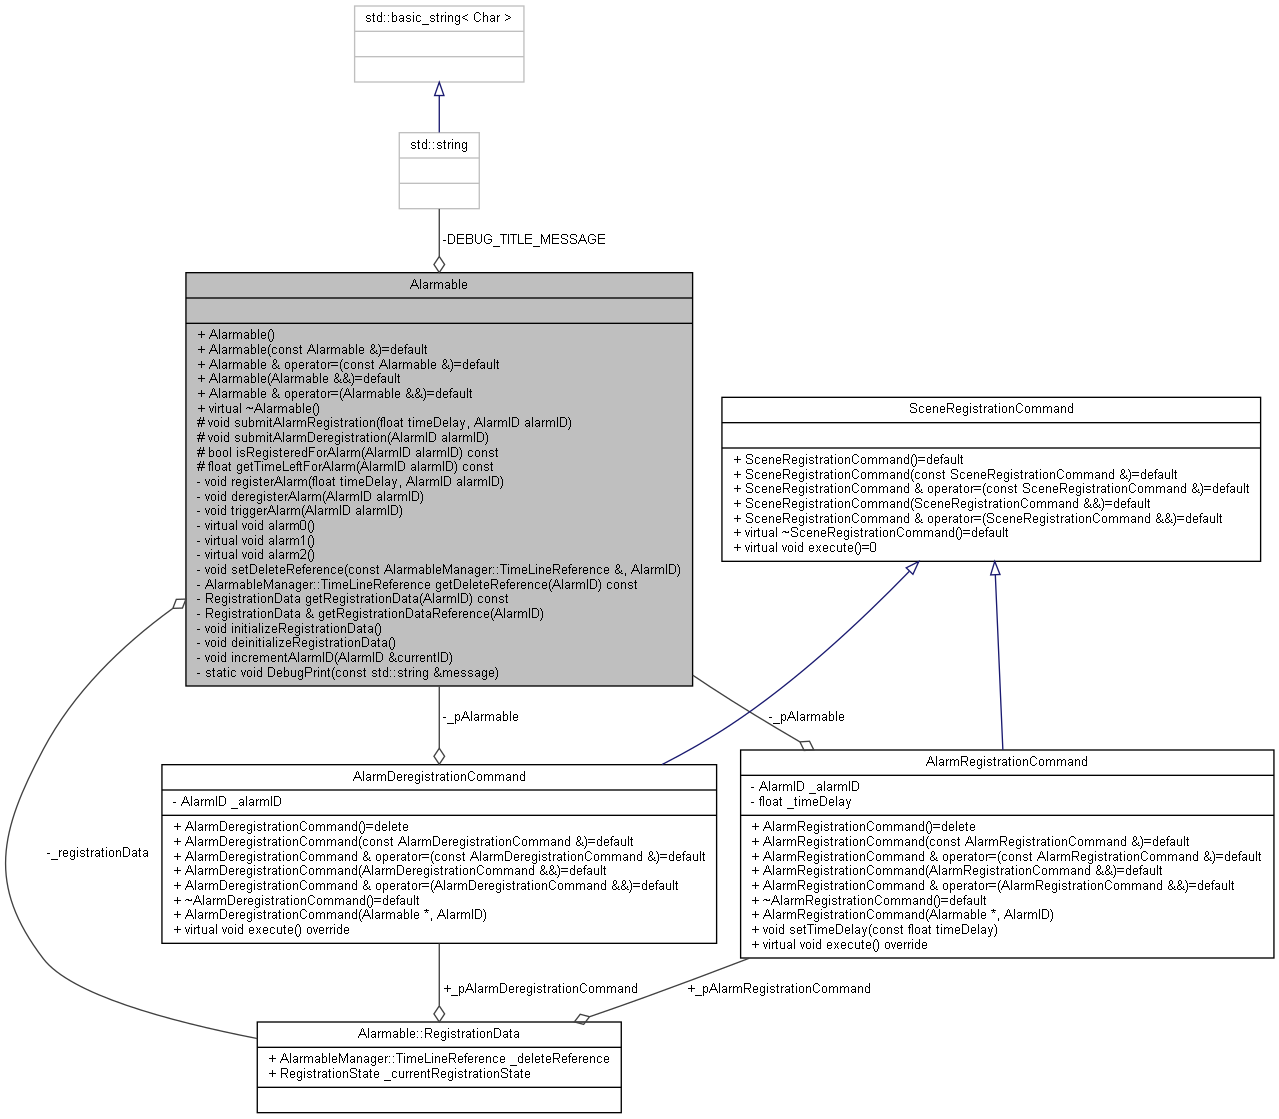 std::basic_string< Char >
std::string
-DEBUG_TITLE_MESSAGE
Alarmable
+ Alarmable()
+ Alarmable(const Alarmable &)=default
+ Alarmable & operator=(const Alarmable &)=default
+ Alarmable(Alarmable &&)=default
+ Alarmable & operator=(Alarmable &&)=default
+ virtual ~Alarmable()
# void submitAlarmRegistration(float timeDelay, AlarmID alarmID)
# void submitAlarmDeregistration(AlarmID alarmID)
# bool isRegisteredForAlarm(AlarmID alarmID) const
# float getTimeLeftForAlarm(AlarmID alarmID) const
- void registerAlarm(float timeDelay, AlarmID alarmID)
- void deregisterAlarm(AlarmID alarmID)
- void triggerAlarm(AlarmID alarmID)
- virtual void alarm0()
- virtual void alarm1()
- virtual void alarm2()
- void setDeleteReference(const AlarmableManager::TimeLineReference &, AlarmID)
- AlarmableManager::TimeLineReference getDeleteReference(AlarmID) const
- RegistrationData getRegistrationData(AlarmID) const
- RegistrationData & getRegistrationDataReference(AlarmID)
- void initializeRegistrationData()
- void deinitializeRegistrationData()
- void incrementAlarmID(AlarmID &currentID)
- static void DebugPrint(const std::string &message)
SceneRegistrationCommand
+ SceneRegistrationCommand()=default
+ SceneRegistrationCommand(const SceneRegistrationCommand &)=default
+ SceneRegistrationCommand & operator=(const SceneRegistrationCommand &)=default
+ SceneRegistrationCommand(SceneRegistrationCommand &&)=default
+ SceneRegistrationCommand & operator=(SceneRegistrationCommand &&)=default
+ virtual ~SceneRegistrationCommand()=default
+ virtual void execute()=0
-_pAlarmable
-_pAlarmable
AlarmDeregistrationCommand
- AlarmID _alarmID
+ AlarmDeregistrationCommand()=delete
+ AlarmDeregistrationCommand(const AlarmDeregistrationCommand &)=default
+ AlarmDeregistrationCommand & operator=(const AlarmDeregistrationCommand &)=default
+ AlarmDeregistrationCommand(AlarmDeregistrationCommand &&)=default
+ AlarmDeregistrationCommand & operator=(AlarmDeregistrationCommand &&)=default
+ ~AlarmDeregistrationCommand()=default
+ AlarmDeregistrationCommand(Alarmable *, AlarmID)
+ virtual void execute() override
AlarmRegistrationCommand
- AlarmID _alarmID
- float _timeDelay
+ AlarmRegistrationCommand()=delete
+ AlarmRegistrationCommand(const AlarmRegistrationCommand &)=default
+ AlarmRegistrationCommand & operator=(const AlarmRegistrationCommand &)=default
+ AlarmRegistrationCommand(AlarmRegistrationCommand &&)=default
+ AlarmRegistrationCommand & operator=(AlarmRegistrationCommand &&)=default
+ ~AlarmRegistrationCommand()=default
+ AlarmRegistrationCommand(Alarmable *, AlarmID)
+ void setTimeDelay(const float timeDelay)
+ virtual void execute() override
-_registrationData
+_pAlarmDeregistrationCommand
+_pAlarmRegistrationCommand
Alarmable::RegistrationData
+ AlarmableManager::TimeLineReference _deleteReference
+ RegistrationState _currentRegistrationState